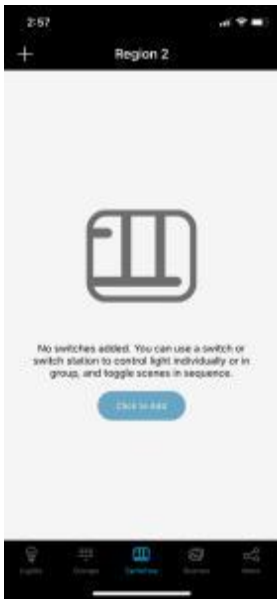 2:57
Region 2
No switches added. You can use a switch or
switch station to control light individually or in
group, and toggle scenes in sequence.
Click to Add
Lights
Groups
Switches
Scenes
More